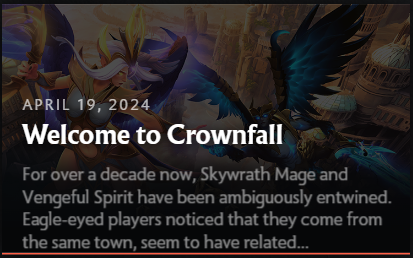 APRIL 19, 2024
Welcome to Crownfall
For over a decade now, Skywrath Mage and
Vengeful Spirit have been ambiguously entwined.
Eagle-eyed players noticed that they come from
the same town, seem to have related...